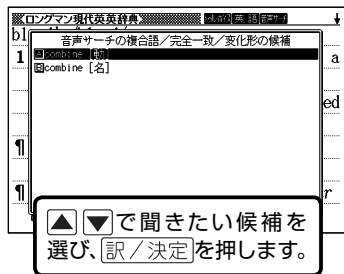 ロングマン現代英英辞典
音声サーチの複合語/完全一致/変化形の候補
combine [動]
combine [名]
1
a
ed
¶
¶
r
▲▼で聞きたい候補を
選び、訳/決定を押します。